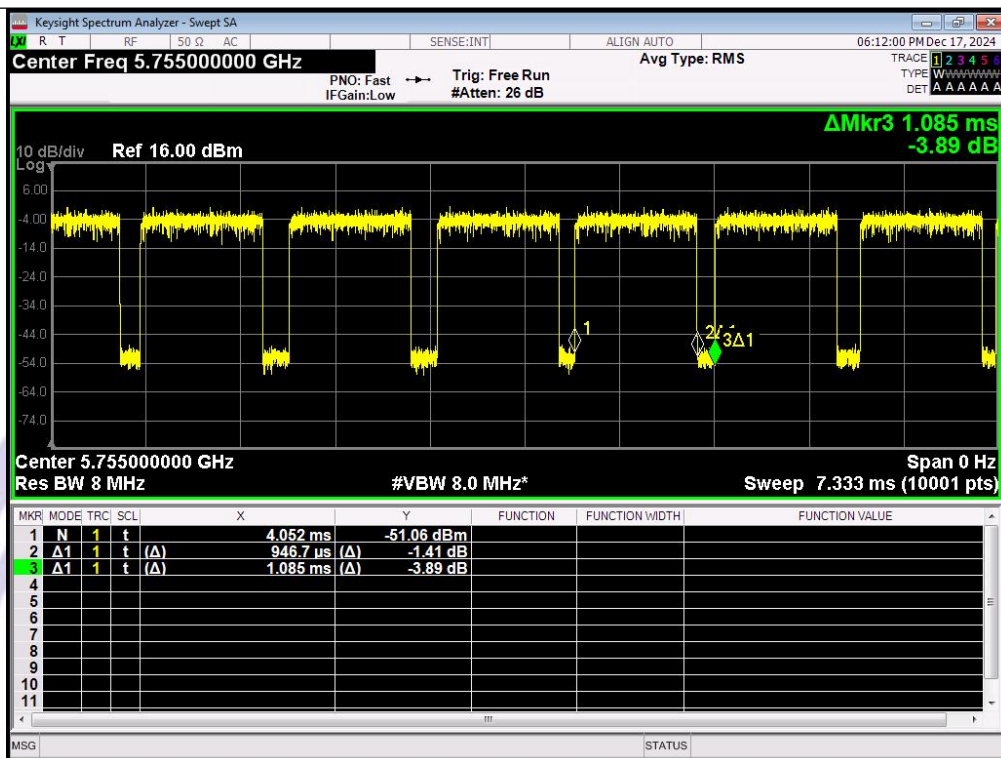 Keysight Spectrum Analyzer - Swept SA
LXI R T RF 50 Ω AC SENSE:INT ALIGN AUTO 06:12:00 PM Dec 17, 2024
Center Freq 5.755000000 GHz Avg Type: RMS TRACE 1 2 3 4 5 6
PNO: Fast Trig: Free Run TYPE WWWWWW
IFGain:Low #Atten: 26 dB DET A A A A A A
ΔMkr3 1.085 ms
10 dB/div Ref 16.00 dBm -3.89 dB
Log
6.00
-4.00
-14.0
-24.0
-34.0
-44.0
1
3Δ1
-54.0
-64.0
-74.0
Center 5.755000000 GHz Span 0 Hz
Res BW 8 MHz #VBW 8.0 MHz* Sweep 7.333 ms (10001 pts)
MKR MODE TRC SCL X Y FUNCTION FUNCTION WIDTH FUNCTION VALUE
1 N 1 t 4.052 ms -51.06 dBm
2 Δ1 1 t (Δ) 946.7 µs (Δ) -1.41 dB
3 Δ1 1 t (Δ) 1.085 ms (Δ) -3.89 dB
4
5
6
7
8
9
10
11
MSG STATUS